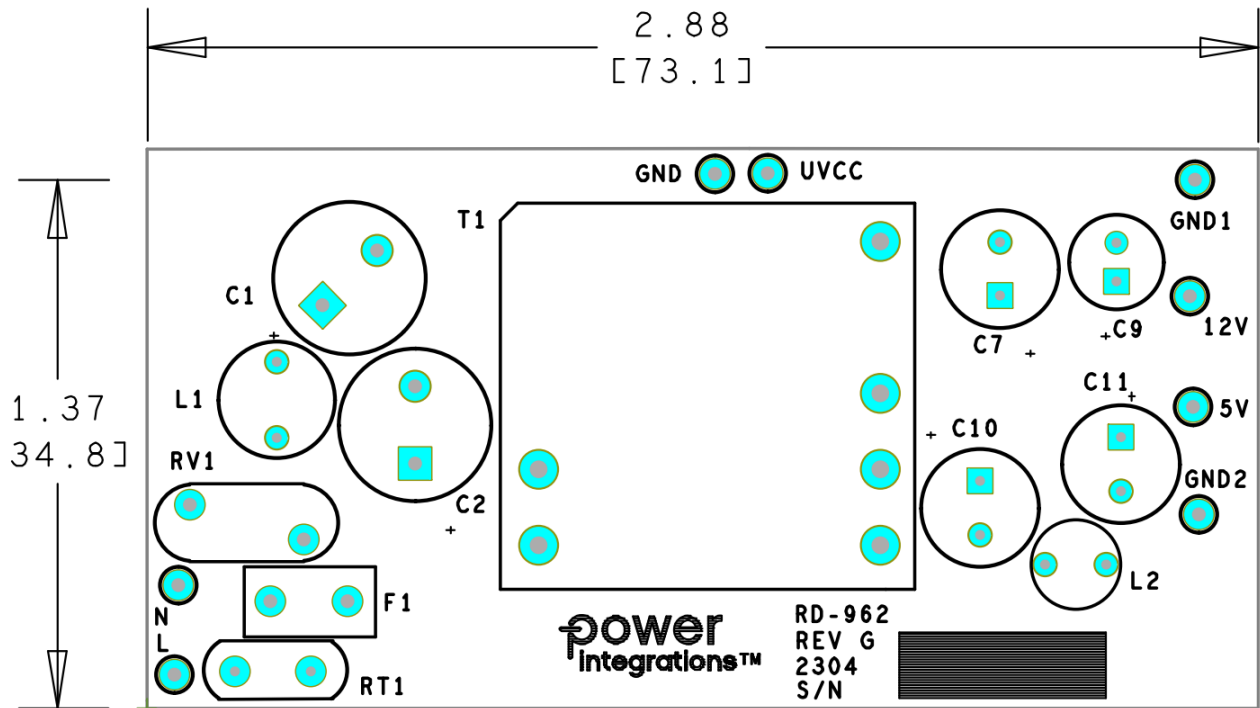 2.88
[73.1]
GND
UVCC
T1
GND1
C1
12V
C7
C9
1.37
34.8]
L1
C11
5V
C10
RV1
GND2
C2
N
F1
L2
L
power
integrations™
RD-962
REV G
2304
S/N
RT1